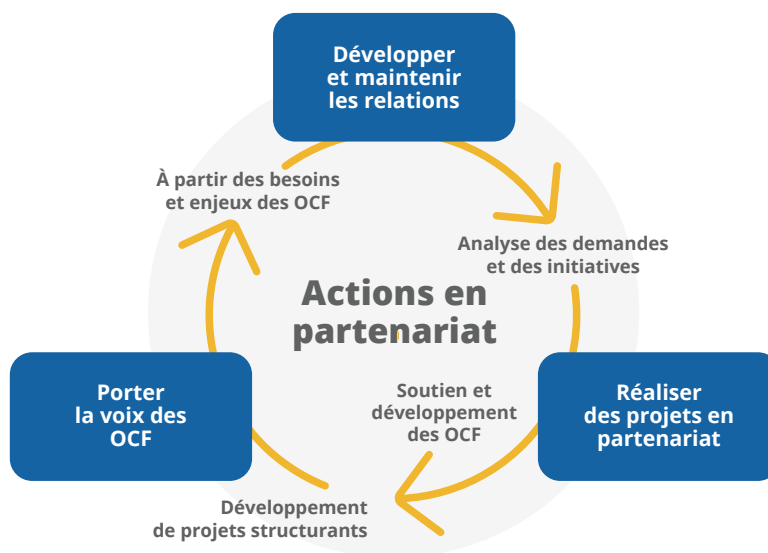 Développer
et maintenir
les relations
À partir des besoins
et enjeux des OCF
Analyse des demandes
et des initiatives
Actions en
partenariat
Porter
la voix des
OCF
Soutien et
développement
des OCF
Réaliser
des projets en
partenariat
Développement
de projets structurants